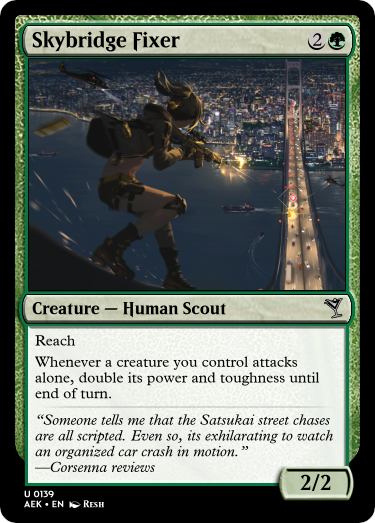 Skybridge Fixer 2
Creature — Human Scout
Reach
Whenever a creature you control attacks
alone, double its power and toughness until
end of turn.
“Someone tells me that the Satsukai street chases
are all scripted. Even so, its exhilarating to watch
an organized car crash in motion.”
—Corsenna reviews
2/2
U 0139
AEK • EN Resh